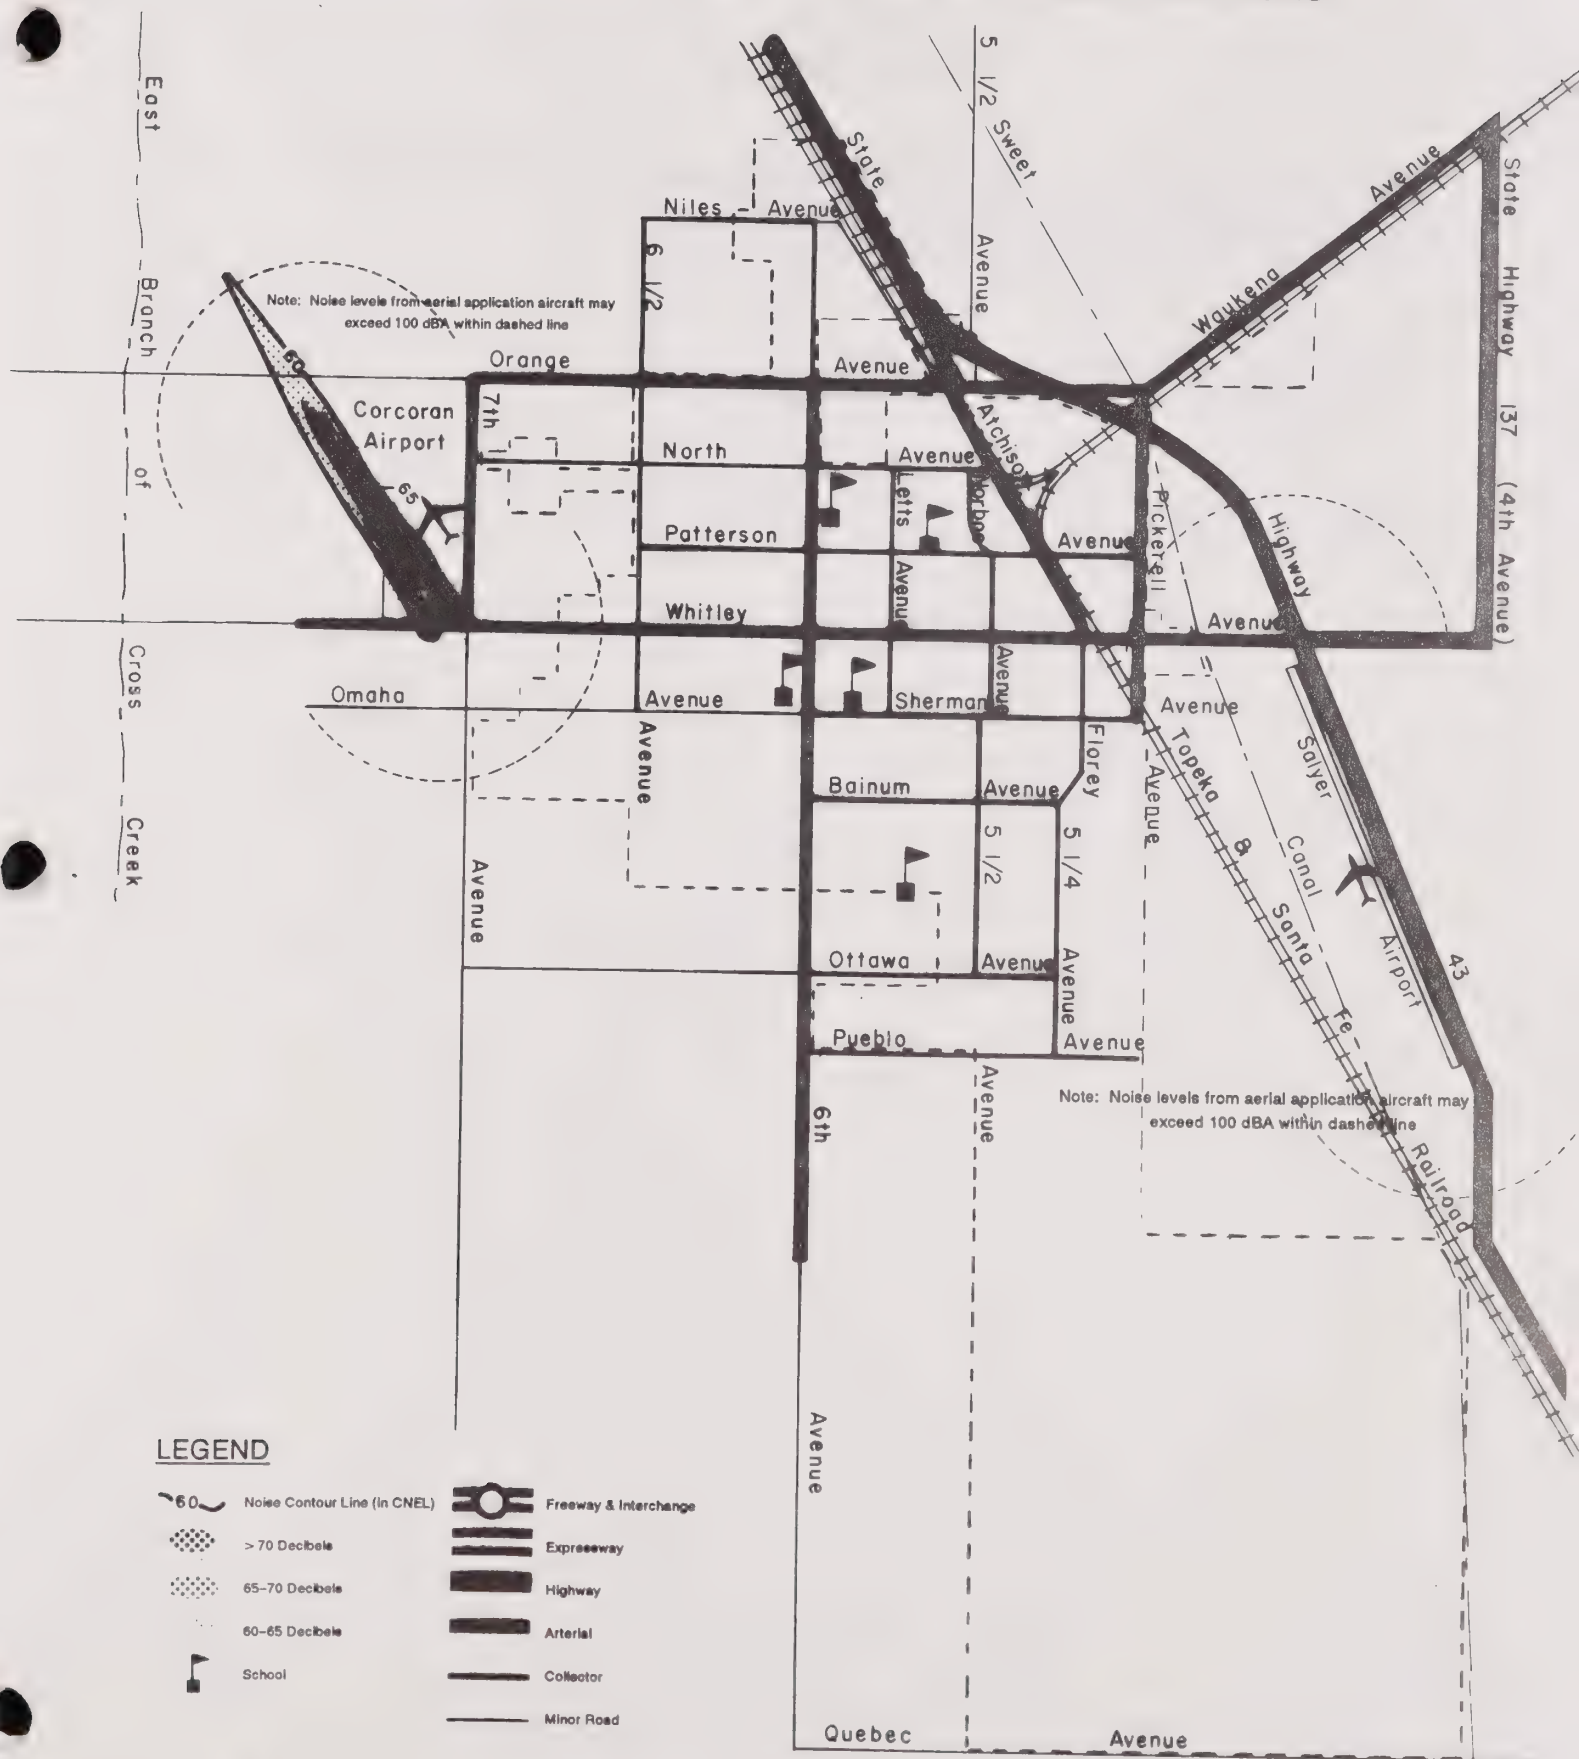 East
Branch
of
Cross
Creek
5 1/2
Avenue
Sweet
Canal
State
Highway
43
State Highway 137 (4th Avenue)
Waukena Avenue
Niles Avenue
6 1/2
Avenue
Note: Noise levels from aerial application aircraft may
exceed 100 dBA within dashed line
60
65
Orange Avenue
Corcoran
Airport
7th
Avenue
North Avenue
Atchison
Topeka & Santa Fe Railroad
Letts
Avenue
Norboe
Avenue
Pickerell
Avenue
Patterson Avenue
Whitley Avenue
Omaha Avenue
Sherman Avenue
Florey
Salyer
Airport
Bainum Avenue
5 1/2
Avenue
5 1/4
Avenue
Ottawa Avenue
Pueblo Avenue
6th
Avenue
Note: Noise levels from aerial application aircraft may
exceed 100 dBA within dashed line
Quebec Avenue
LEGEND
60
Noise Contour Line (in CNEL)
> 70 Decibels
65-70 Decibels
60-65 Decibels
School
Freeway & Interchange
Expressway
Highway
Arterial
Collector
Minor Road